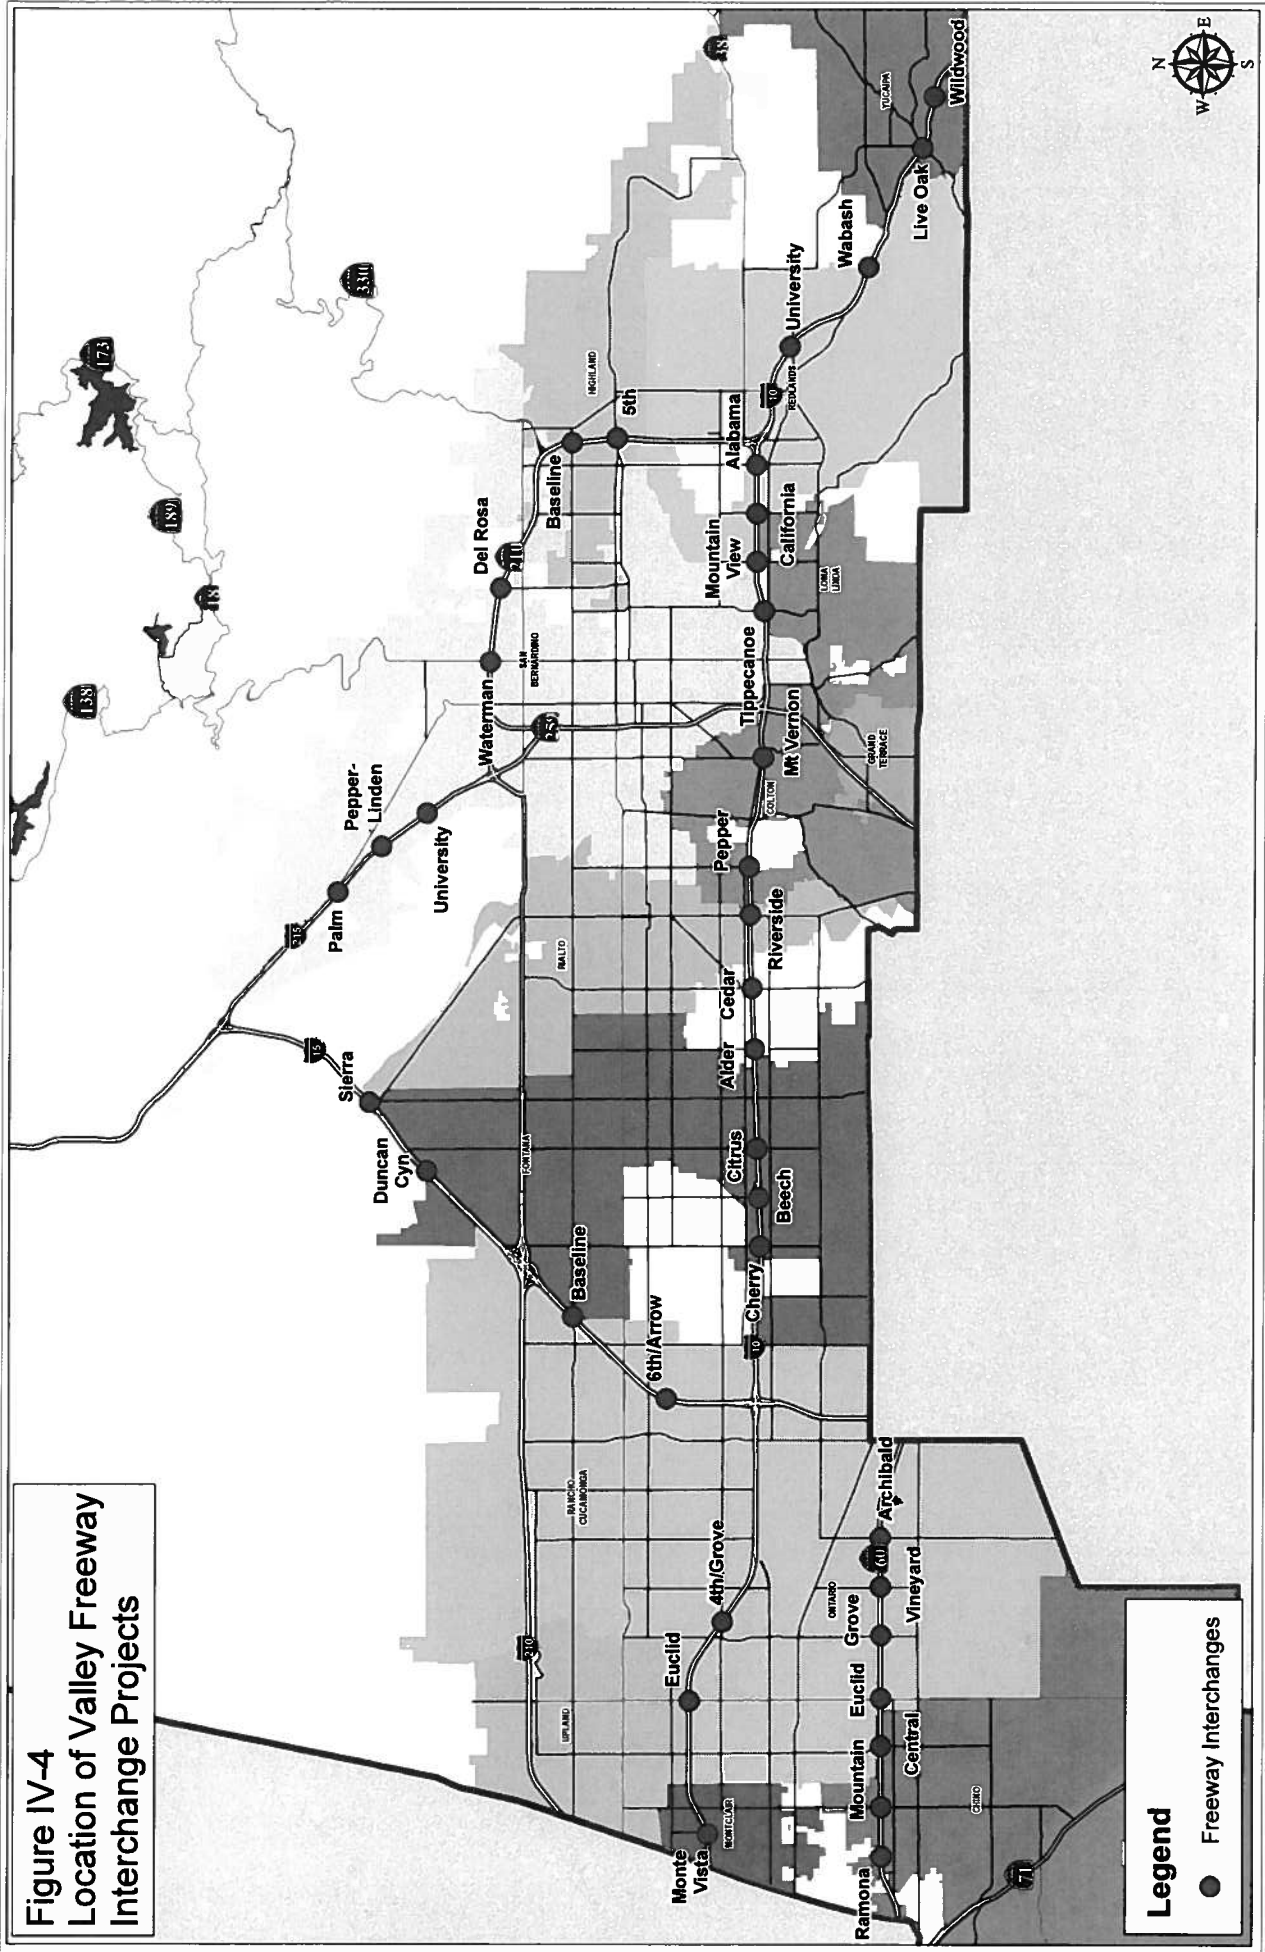 Figure IV-4
Location of Valley Freeway
Interchange Projects
138
173
189
18
330
38
215
15
Sierra
Duncan
Cyn
Palm
Pepper-
Linden
University
Waterman
259
Del Rosa
210
Baseline
5th
SAN
BERNARDINO
HIGHLAND
RIALTO
FONTANA
Baseline
6th/Arrow
RANCHO
CUCAMONGA
210
UPLAND
Monte
Vista
MONTCLAIR
Euclid
4th/Grove
10
Cherry
Beech
Citrus
Alder
Cedar
Riverside
Pepper
COLTON
Mt Vernon
GRAND
TERRACE
Tippecanoe
Mountain
View
LOMA
LINDA
California
Alabama
10
REDLANDS
University
Wabash
Live Oak
YUCAIPA
Wildwood
Ramona
Mountain
Central
Euclid
Grove
ONTARIO
Vineyard
60
Archibald
CHINO
71
Legend
Freeway Interchanges
N
E
S
W